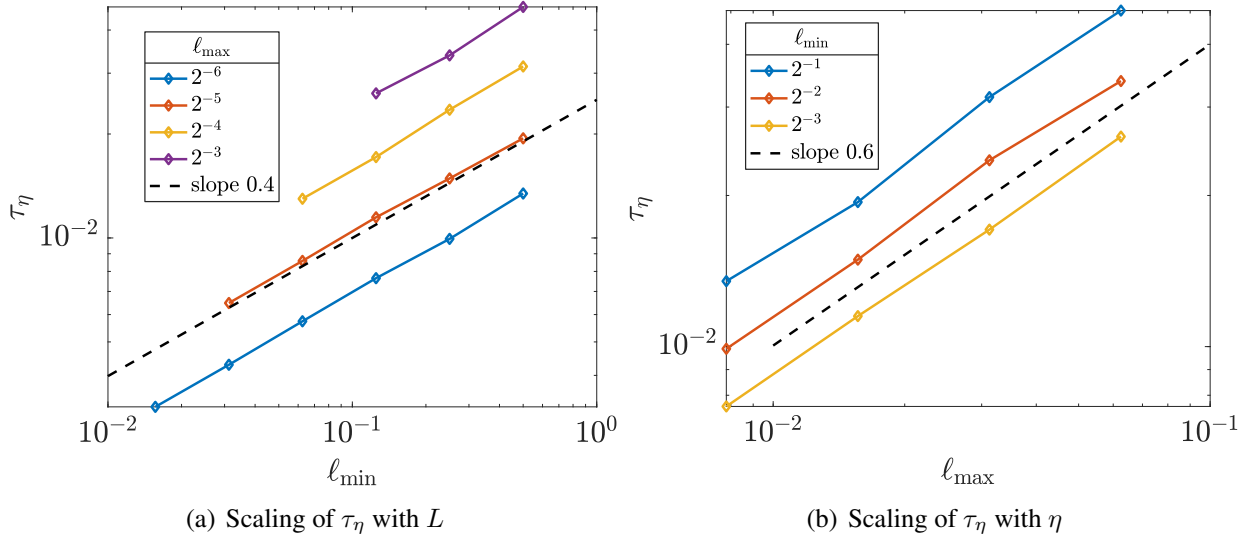 ℓ_max
2^{-6}
2^{-5}
2^{-4}
2^{-3}
slope 0.4
τ_η
10^{-2}
10^{-2} 10^{-1} 10^{0}
ℓ_min
(a) Scaling of τ_η with L
ℓ_min
2^{-1}
2^{-2}
2^{-3}
slope 0.6
τ_η
10^{-2}
10^{-2} 10^{-1}
ℓ_max
(b) Scaling of τ_η with η